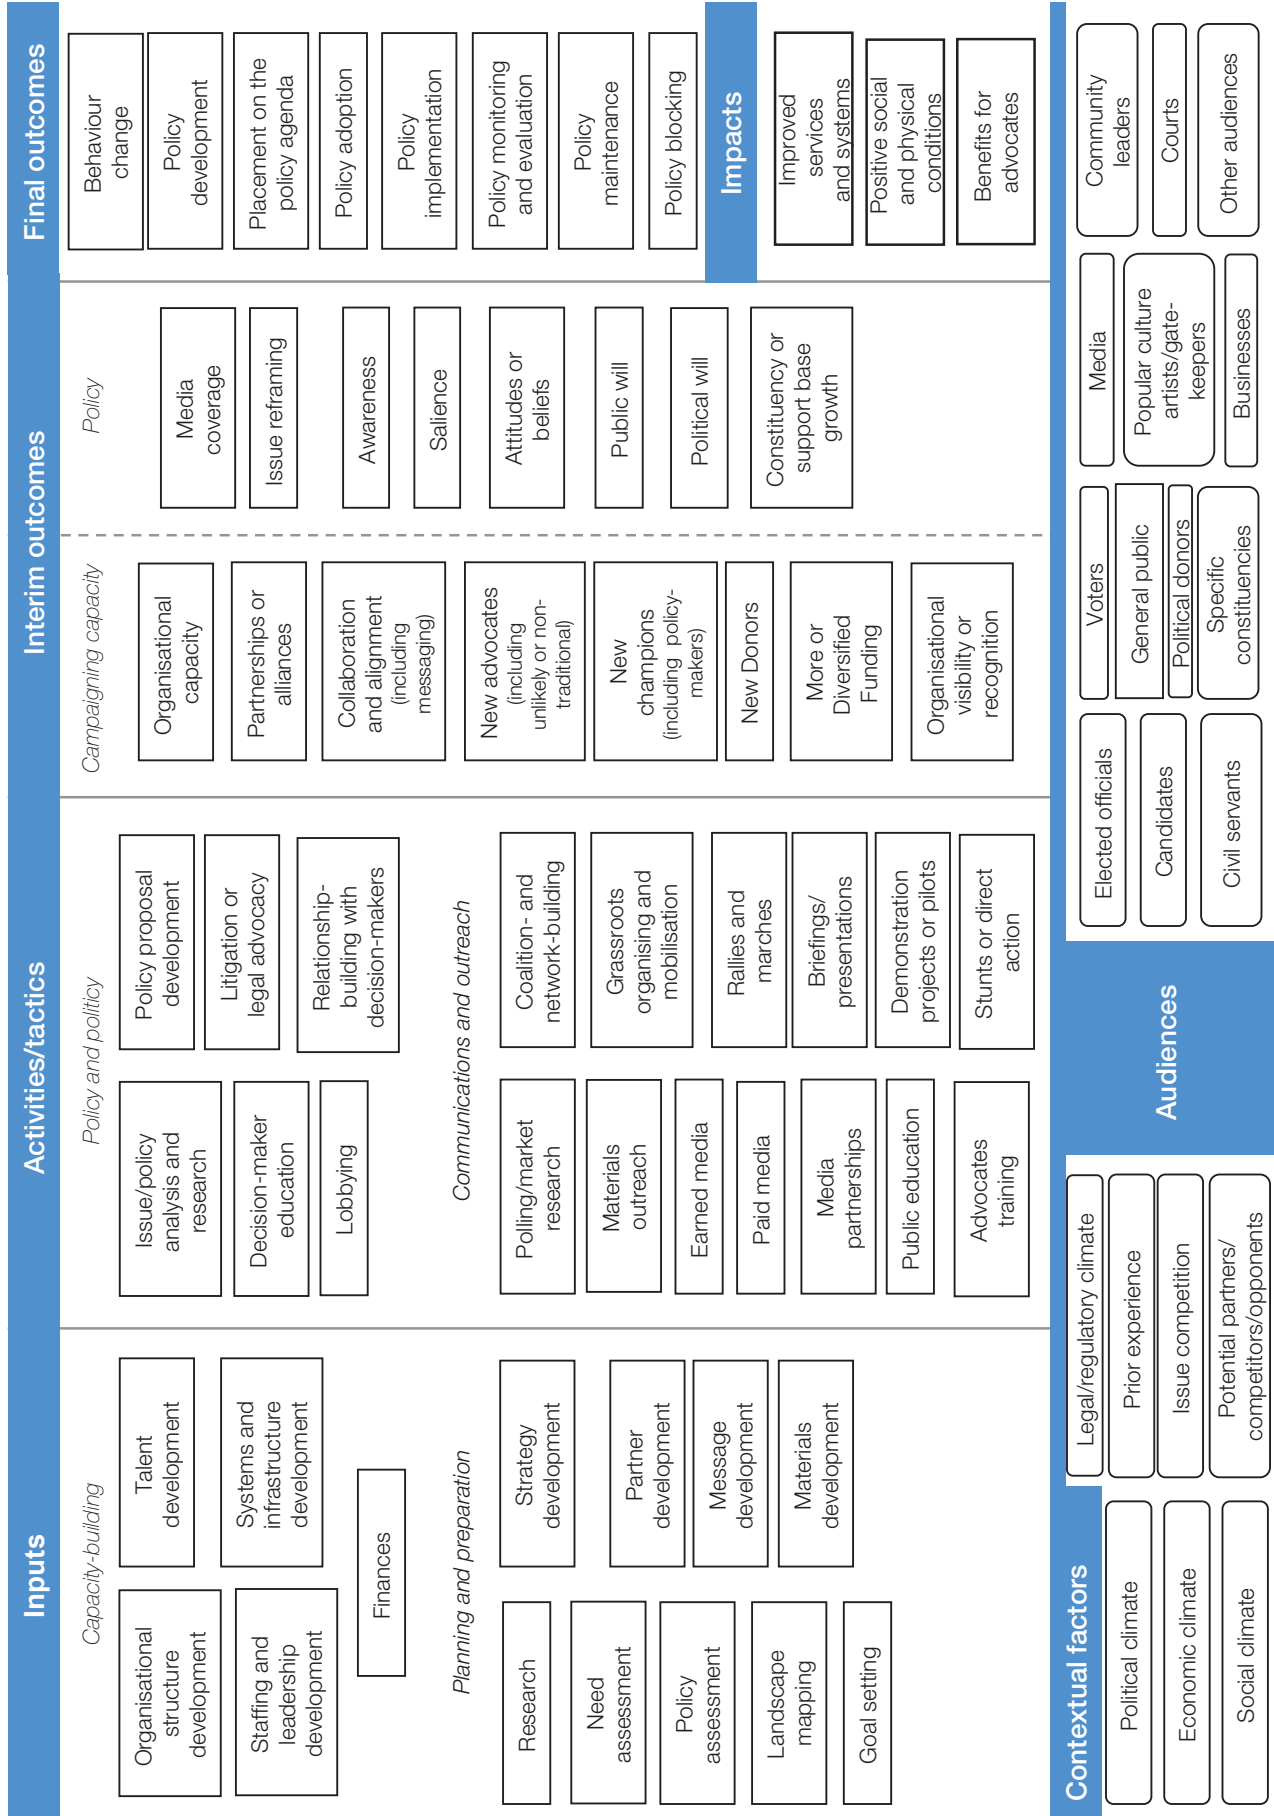 Inputs
Capacity-building
Organisational
structure
development
Talent
development
Staffing and
leadership
development
Systems and
infrastructure
development
Finances
Planning and preparation
Research
Need
assessment
Policy
assessment
Landscape
mapping
Goal setting
Strategy
development
Partner
development
Message
development
Materials
development
Activities/tactics
Policy and politicy
Issue/policy
analysis and
research
Decision-maker
education
Lobbying
Policy proposal
development
Litigation or
legal advocacy
Relationship-
building with
decision-makers
Communications and outreach
Polling/market
research
Materials
outreach
Earned media
Paid media
Media
partnerships
Public education
Advocates
training
Coalition- and
network-building
Grassroots
organising and
mobilisation
Rallies and
marches
Briefings/
presentations
Demonstration
projects or pilots
Stunts or direct
action
Interim outcomes
Campaigning capacity
Organisational
capacity
Partnerships or
alliances
Collaboration
and alignment
(including
messaging)
New advocates
(including
unlikely or non-
traditional)
New
champions
(including policy-
makers)
New Donors
More or
Diversified
Funding
Organisational
visibility or
recognition
Policy
Media
coverage
Issue reframing
Awareness
Salience
Attitudes or
beliefs
Public will
Political will
Constituency or
support base
growth
Final outcomes
Behaviour
change
Policy
development
Placement on the
policy agenda
Policy adoption
Policy
implementation
Policy monitoring
and evaluation
Policy
maintenance
Policy blocking
Impacts
Improved
services
and systems
Positive social
and physical
conditions
Benefits for
advocates
Contextual factors
Political climate
Economic climate
Social climate
Legal/regulatory climate
Prior experience
Issue competition
Potential partners/
competitors/opponents
Audiences
Elected officials
Candidates
Civil servants
Voters
General public
Political donors
Specific
constituencies
Media
Popular culture
artists/gate-
keepers
Businesses
Community
leaders
Courts
Other audiences